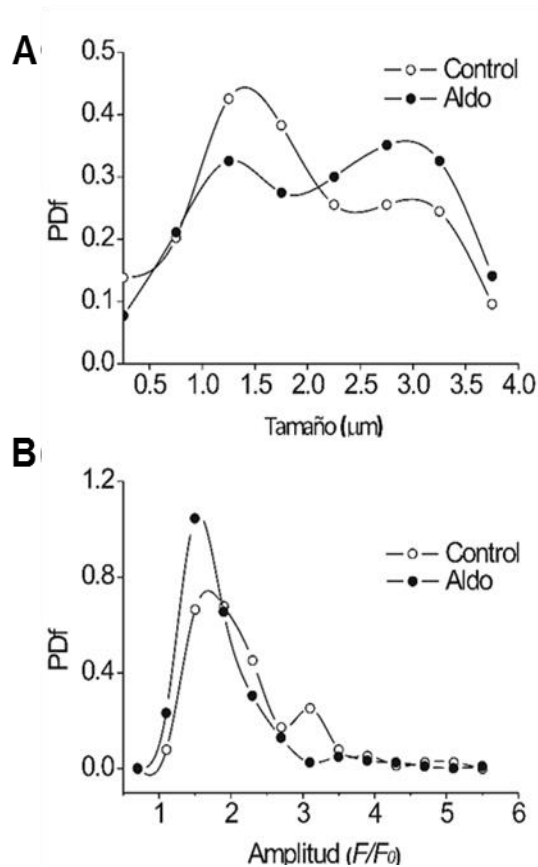 A
0.5
0.4
0.3
0.2
0.1
0.0
PDf
Control
Aldo
0.5 1.0 1.5 2.0 2.5 3.0 3.5 4.0
Tamaño (µm)
B
1.2
0.8
0.4
0.0
PDf
Control
Aldo
1 2 3 4 5 6
Amplitud (F/F0)